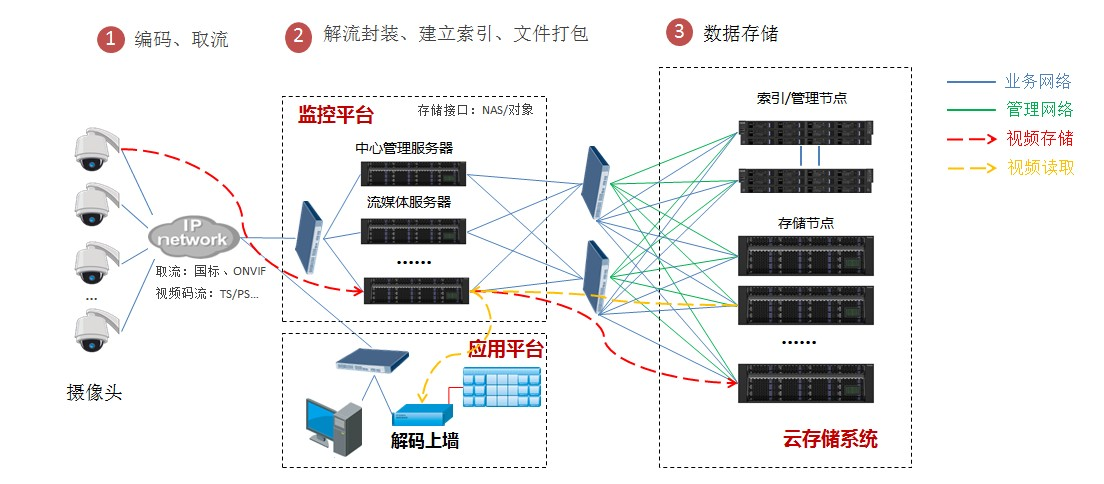 1 编码、取流
2 解流封装、建立索引、文件打包
3 数据存储
业务网络
管理网络
视频存储
视频读取
监控平台
存储接口：NAS/对象
中心管理服务器
流媒体服务器
......
IP
network
取流：国标、ONVIF
视频码流：TS/PS...
...
摄像头
应用平台
解码上墙
索引/管理节点
存储节点
......
云存储系统